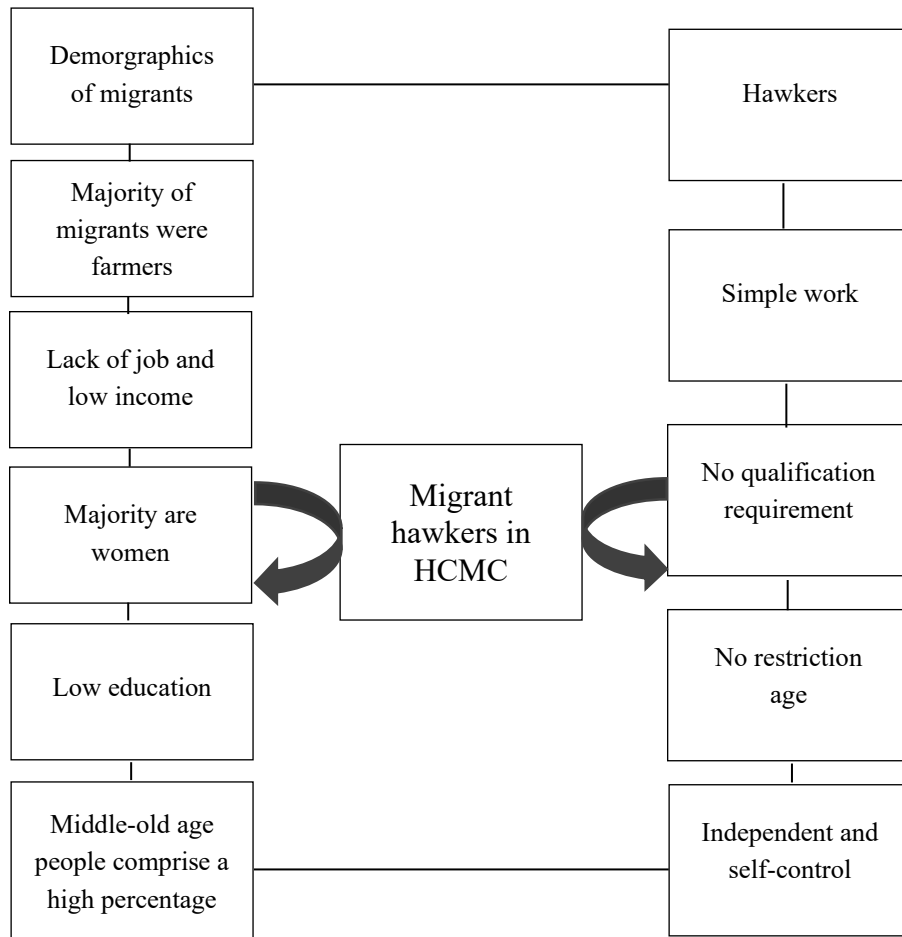 Demorgraphics
of migrants
Majority of
migrants were
farmers
Lack of job and
low income
Majority are
women
Low education
Middle-old age
people comprise a
high percentage
Migrant
hawkers in
HCMC
Hawkers
Simple work
No qualification
requirement
No restriction
age
Independent and
self-control